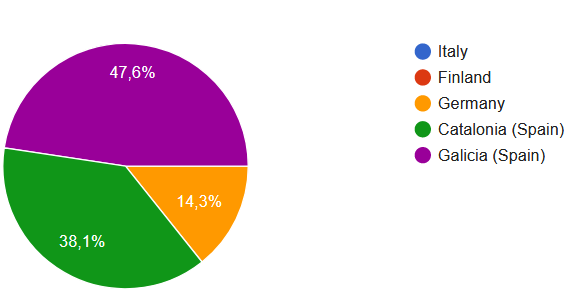 47,6%
14,3%
38,1%
Italy
Finland
Germany
Catalonia (Spain)
Galicia (Spain)